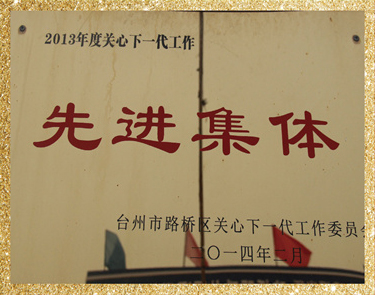 2013年度关心下一代工作
先进集体
台州市路桥区关心下一代工作委员会
二〇一四年二月